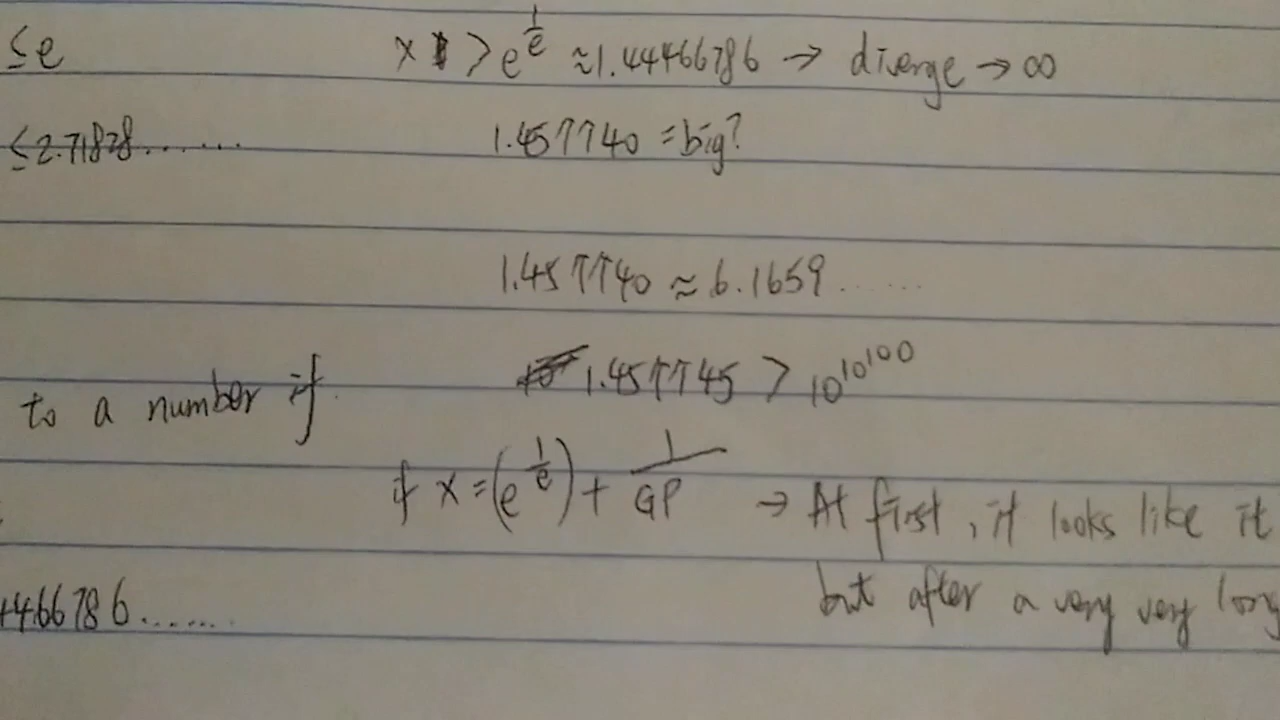 ≤e
x > e^(1/e) ≈1.44466786 → diverge → ∞
≤2.71828.......
1.45↑↑40 = big?
1.45↑↑40 ≈ 6.1659......
to a number if
1.45↑↑45 > 10^10^100
if x = (e^(1/e)) + 1/GP → At first, it looks like it
but after a very very long
4466786......